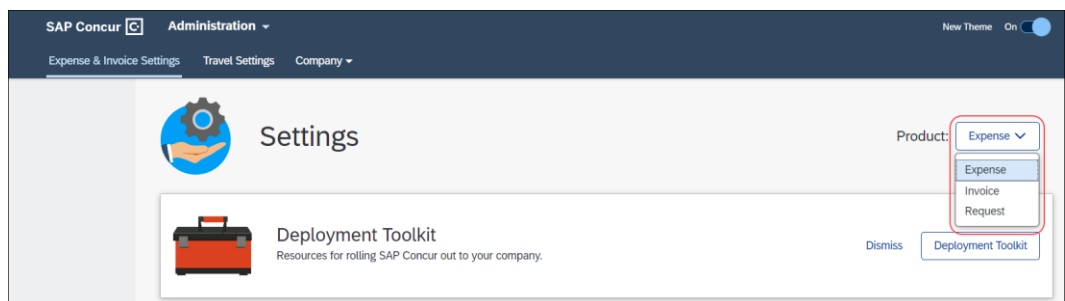 SAP Concur C Administration New Theme On
Expense & Invoice Settings Travel Settings Company
Settings
Product: Expense
Expense
Invoice
Request
Deployment Toolkit
Resources for rolling SAP Concur out to your company.
Dismiss Deployment Toolkit